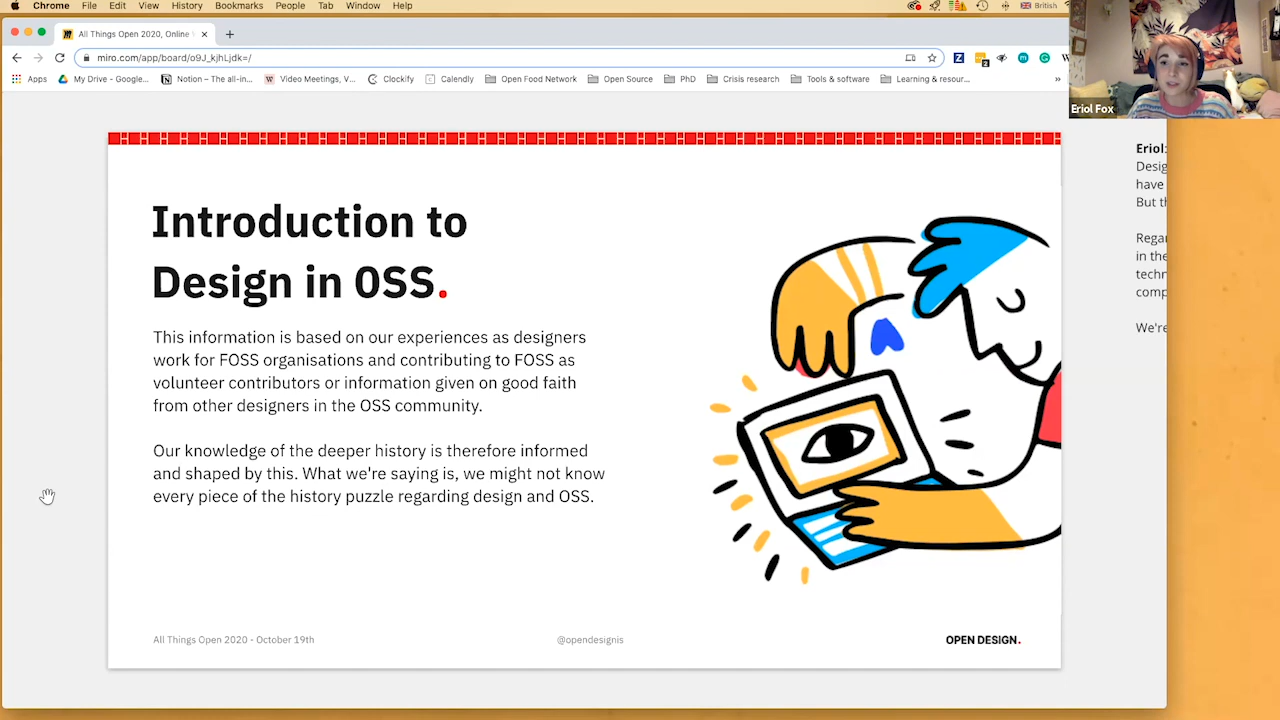 Chrome File Edit View History Bookmarks People Tab Window Help
British
All Things Open 2020, Online
miro.com/app/board/o9J_kjhLjdk=/
Apps My Drive - Google... Notion – The all-in... Video Meetings, V... Clockify Calendly Open Food Network Open Source PhD Crisis research Tools & software Learning & resour... »
Eriol Fox
Introduction to
Design in OSS.
This information is based on our experiences as designers
work for FOSS organisations and contributing to FOSS as
volunteer contributors or information given on good faith
from other designers in the OSS community.
Our knowledge of the deeper history is therefore informed
and shaped by this. What we're saying is, we might not know
every piece of the history puzzle regarding design and OSS.
All Things Open 2020 - October 19th
@opendesignis
OPEN DESIGN.
Eriol:
Desig
have
But th
Regar
in the
techn
comp
We're